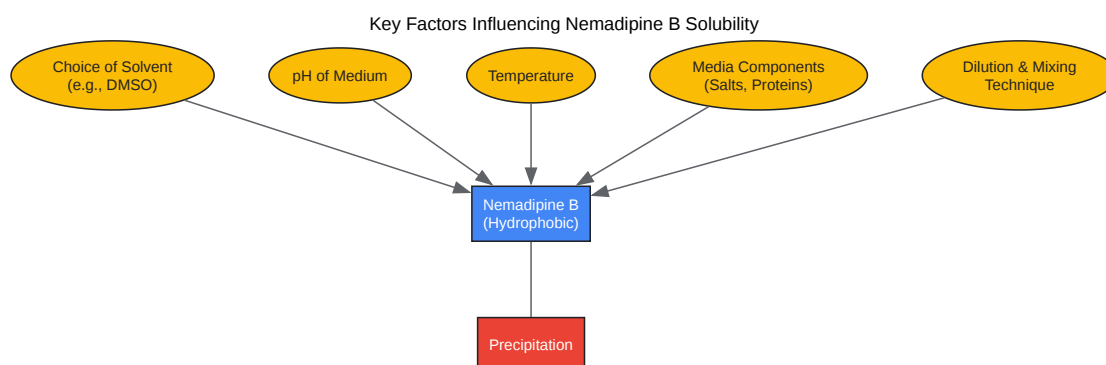 Key Factors Influencing Nemadipine B Solubility
Choice of Solvent
(e.g., DMSO)
pH of Medium
Temperature
Media Components
(Salts, Proteins)
Dilution & Mixing
Technique
Nemadipine B
(Hydrophobic)
Precipitation